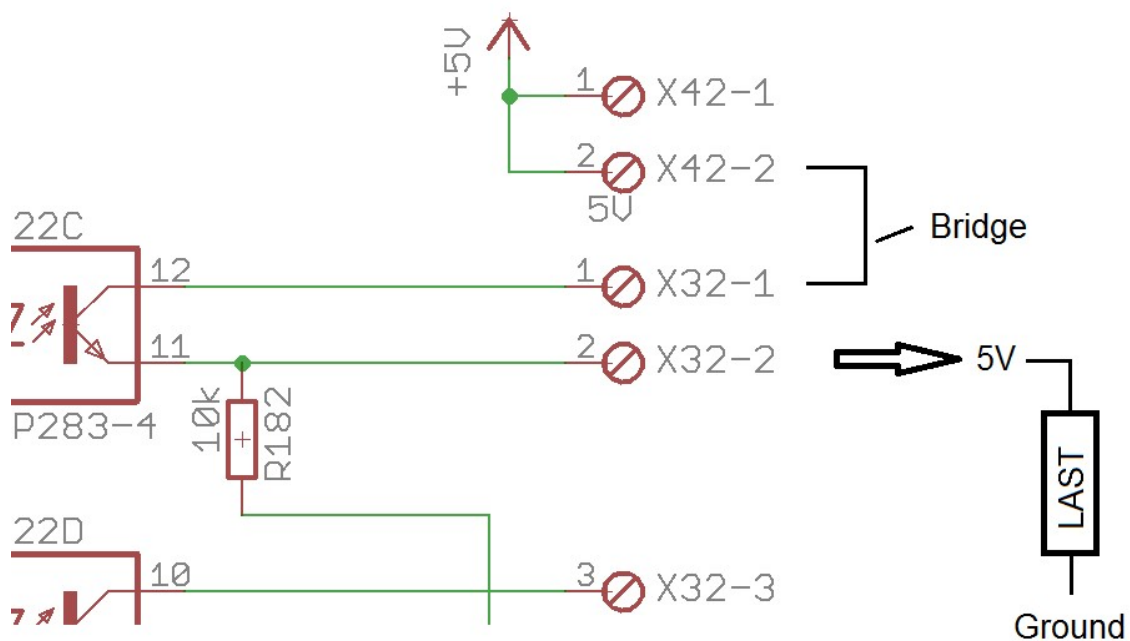 +5V
1
X42-1
2
X42-2
5V
22C
Bridge
12
1
X32-1
11
2
X32-2
5V
10k
R182
P283-4
LAST
22D
10
3
X32-3
Ground